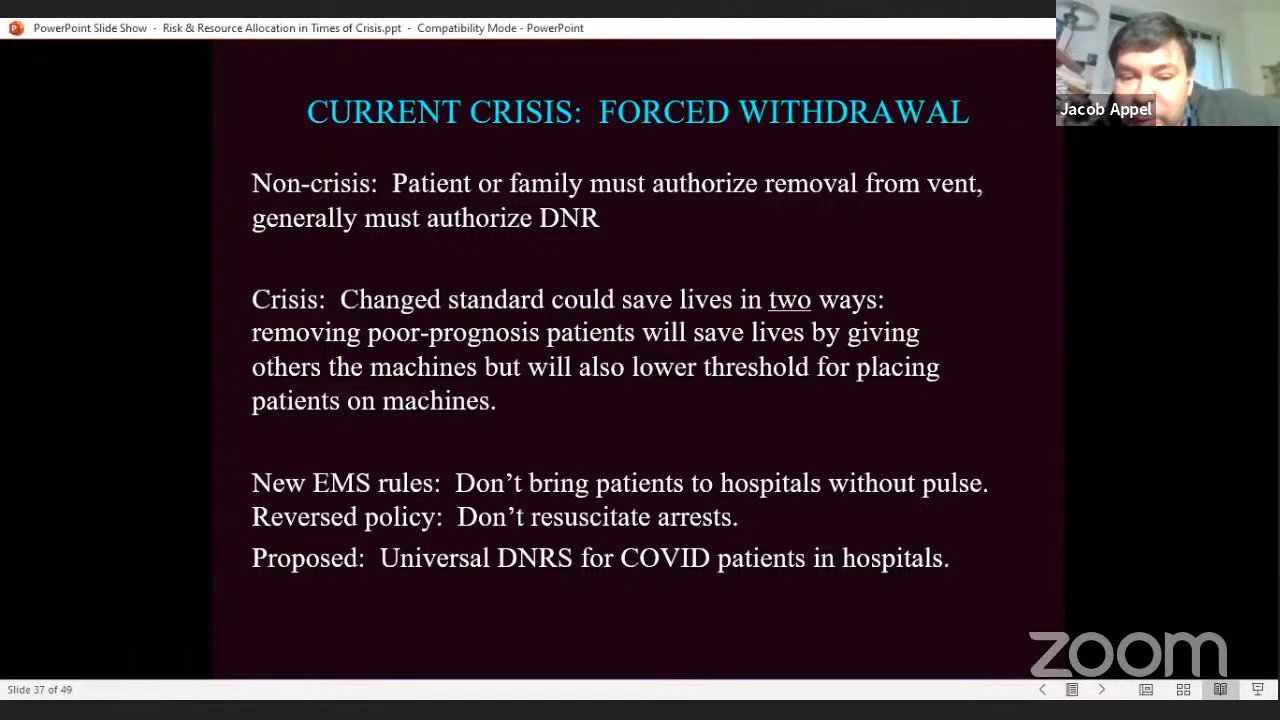 PowerPoint Slide Show - Risk & Resource Allocation in Times of Crisis.ppt - Compatibility Mode - PowerPoint
Jacob Appel
CURRENT CRISIS: FORCED WITHDRAWAL
Non-crisis: Patient or family must authorize removal from vent,
generally must authorize DNR
Crisis: Changed standard could save lives in two ways:
removing poor-prognosis patients will save lives by giving
others the machines but will also lower threshold for placing
patients on machines.
New EMS rules: Don't bring patients to hospitals without pulse.
Reversed policy: Don't resuscitate arrests.
Proposed: Universal DNRS for COVID patients in hospitals.
zoom
Slide 37 of 49